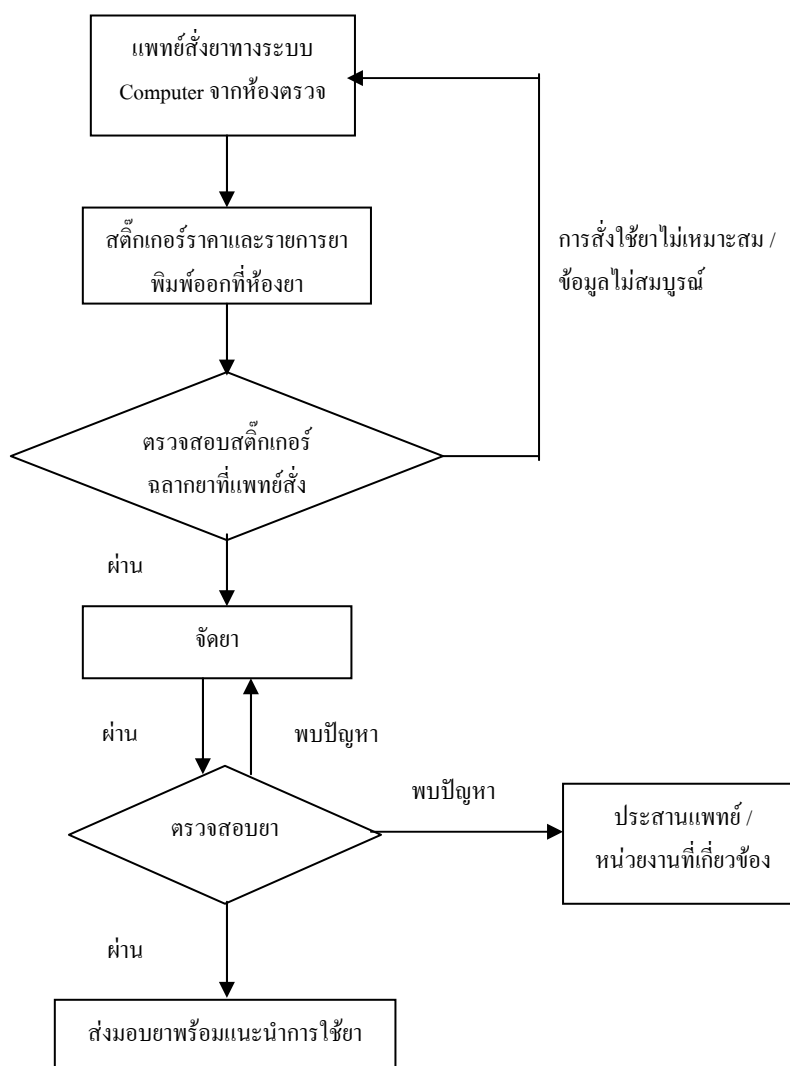 แพทย์สั่งยาทางระบบ
Computer จากห้องตรวจ
สติ๊กเกอร์ราคาและรายการยา
พิมพ์ออกที่ห้องยา
การสั่งใช้ยาไม่เหมาะสม /
ข้อมูลไม่สมบูรณ์
ตรวจสอบสติ๊กเกอร์
ฉลากยาที่แพทย์สั่ง
ผ่าน
จัดยา
ผ่าน
พบปัญหา
พบปัญหา
ตรวจสอบยา
ประสานแพทย์ /
หน่วยงานที่เกี่ยวข้อง
ผ่าน
ส่งมอบยาพร้อมแนะนำการใช้ยา